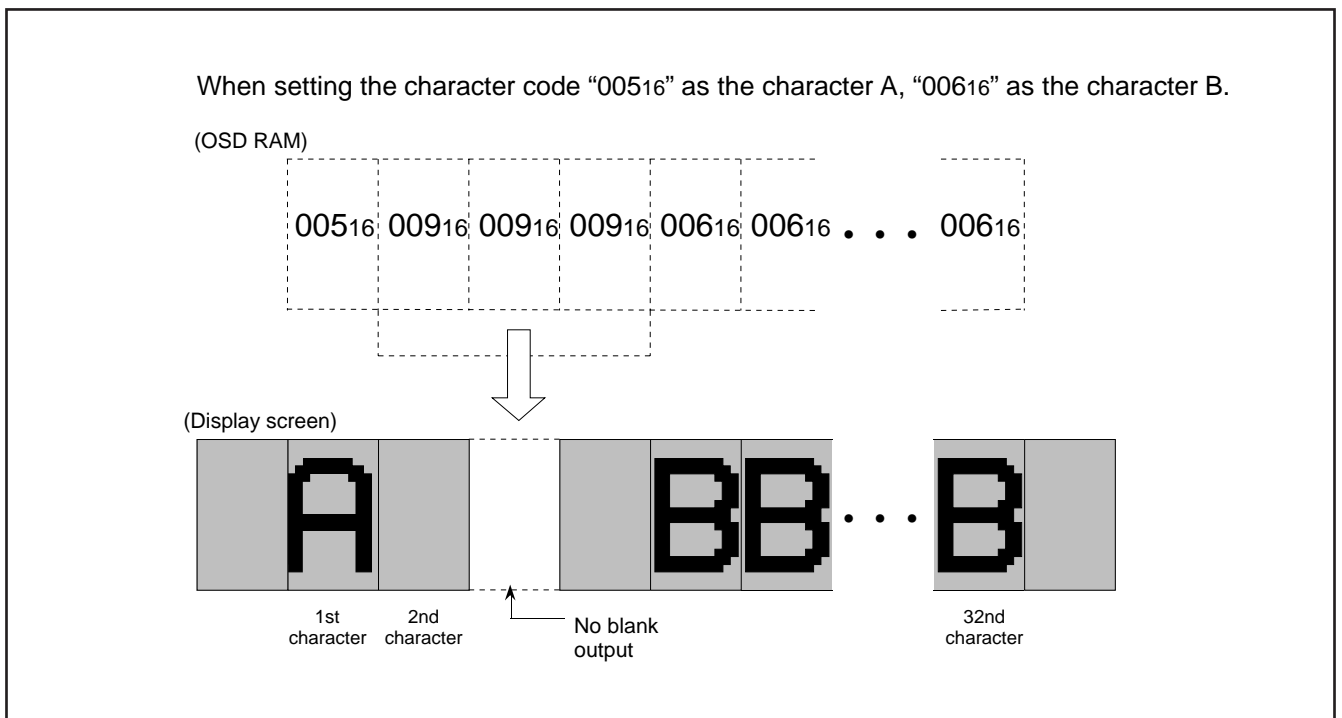 When setting the character code “00516” as the character A, “00616” as the character B.
(OSD RAM)
00516 00916 00916 00916 00616 00616 • • • 00616
(Display screen)
A BB • • • B
1st character 2nd character No blank output 32nd character